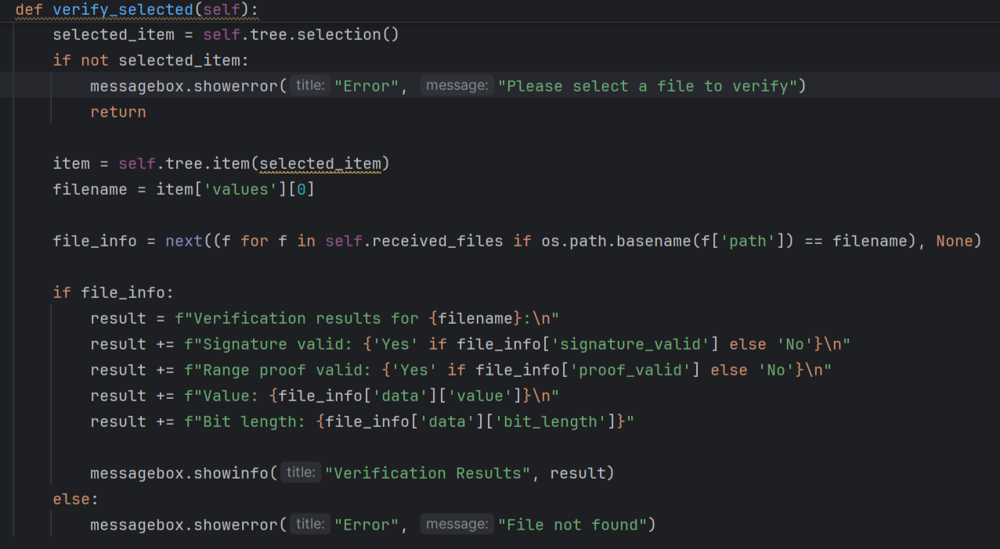 def verify_selected(self):
    selected_item = self.tree.selection()
    if not selected_item:
        messagebox.showerror( title: "Error",  message: "Please select a file to verify")
        return

    item = self.tree.item(selected_item)
    filename = item['values'][0]

    file_info = next((f for f in self.received_files if os.path.basename(f['path']) == filename), None)

    if file_info:
        result = f"Verification results for {filename}:\n"
        result += f"Signature valid: {'Yes' if file_info['signature_valid'] else 'No'}\n"
        result += f"Range proof valid: {'Yes' if file_info['proof_valid'] else 'No'}\n"
        result += f"Value: {file_info['data']['value']}\n"
        result += f"Bit length: {file_info['data']['bit_length']}"

        messagebox.showinfo( title: "Verification Results", result)
    else:
        messagebox.showerror( title: "Error",  message: "File not found")